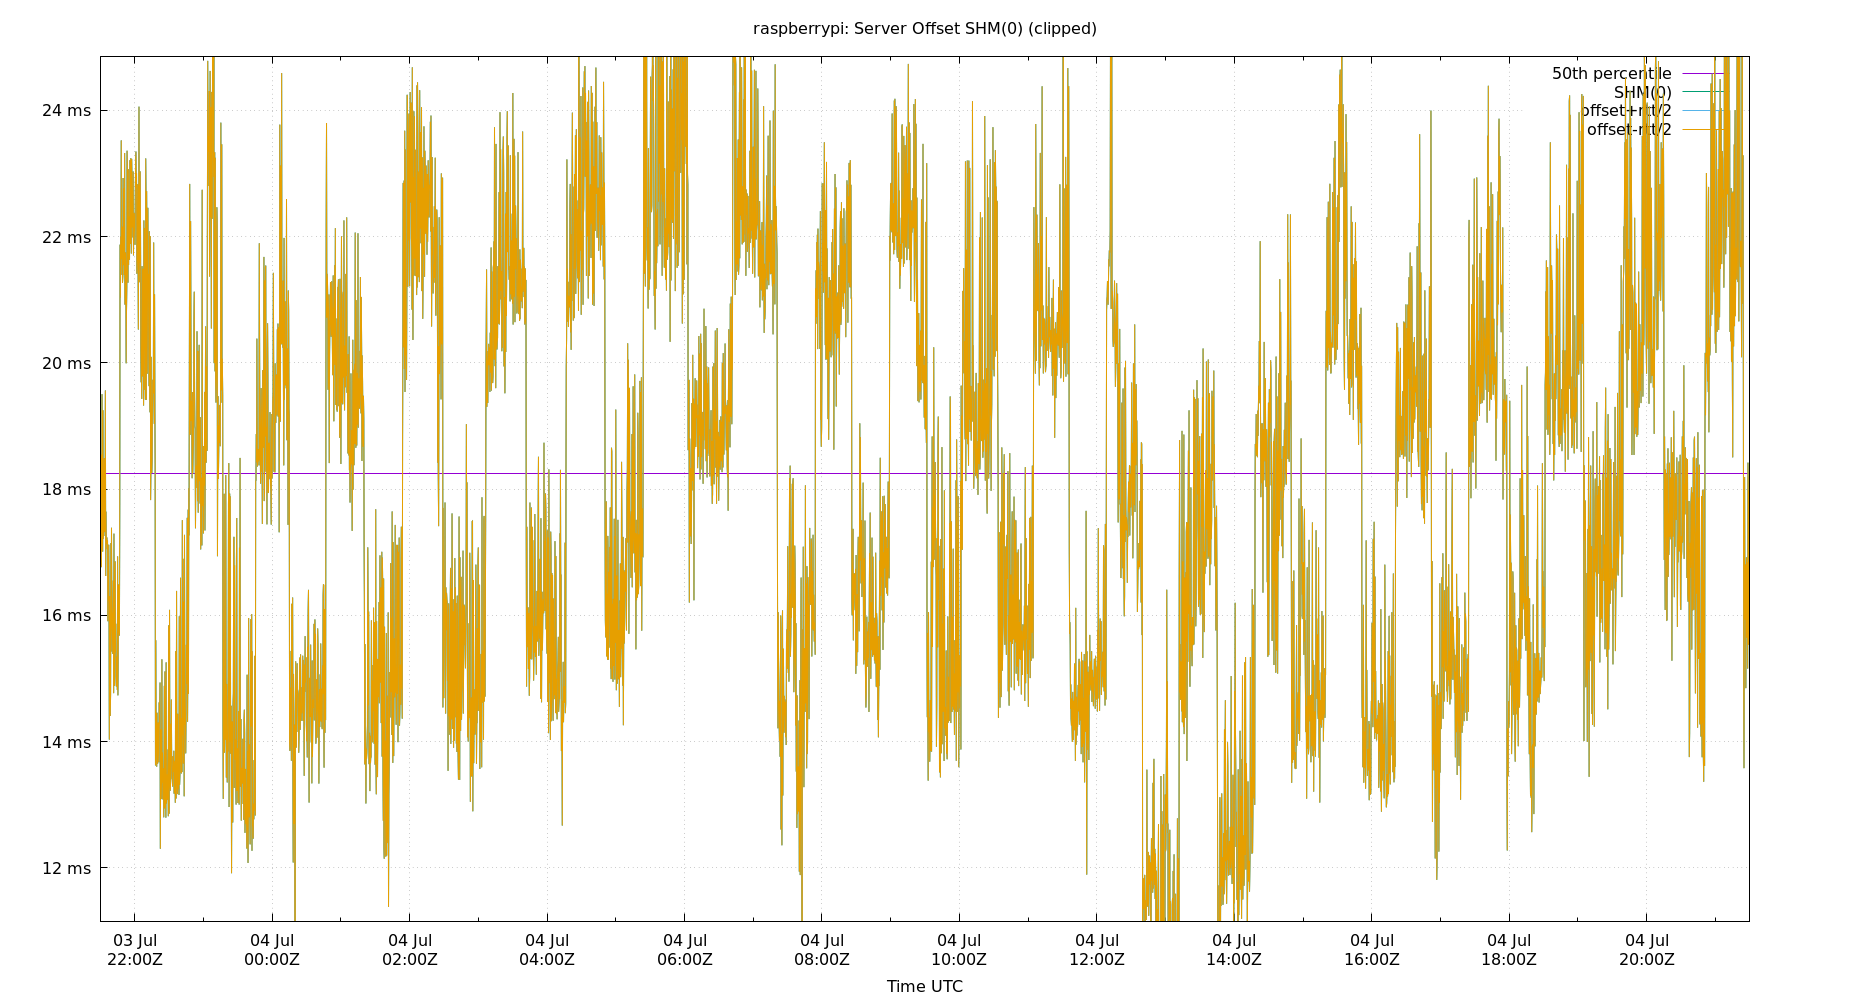 raspberrypi: Server Offset SHM(0) (clipped)
50th percentile
SHM(0)
offset+rtt/2
offset-rtt/2
24 ms
22 ms
20 ms
18 ms
16 ms
14 ms
12 ms
03 Jul 04 Jul 04 Jul 04 Jul 04 Jul 04 Jul 04 Jul 04 Jul 04 Jul 04 Jul 04 Jul 04 Jul
22:00Z 00:00Z 02:00Z 04:00Z 06:00Z 08:00Z 10:00Z 12:00Z 14:00Z 16:00Z 18:00Z 20:00Z
Time UTC